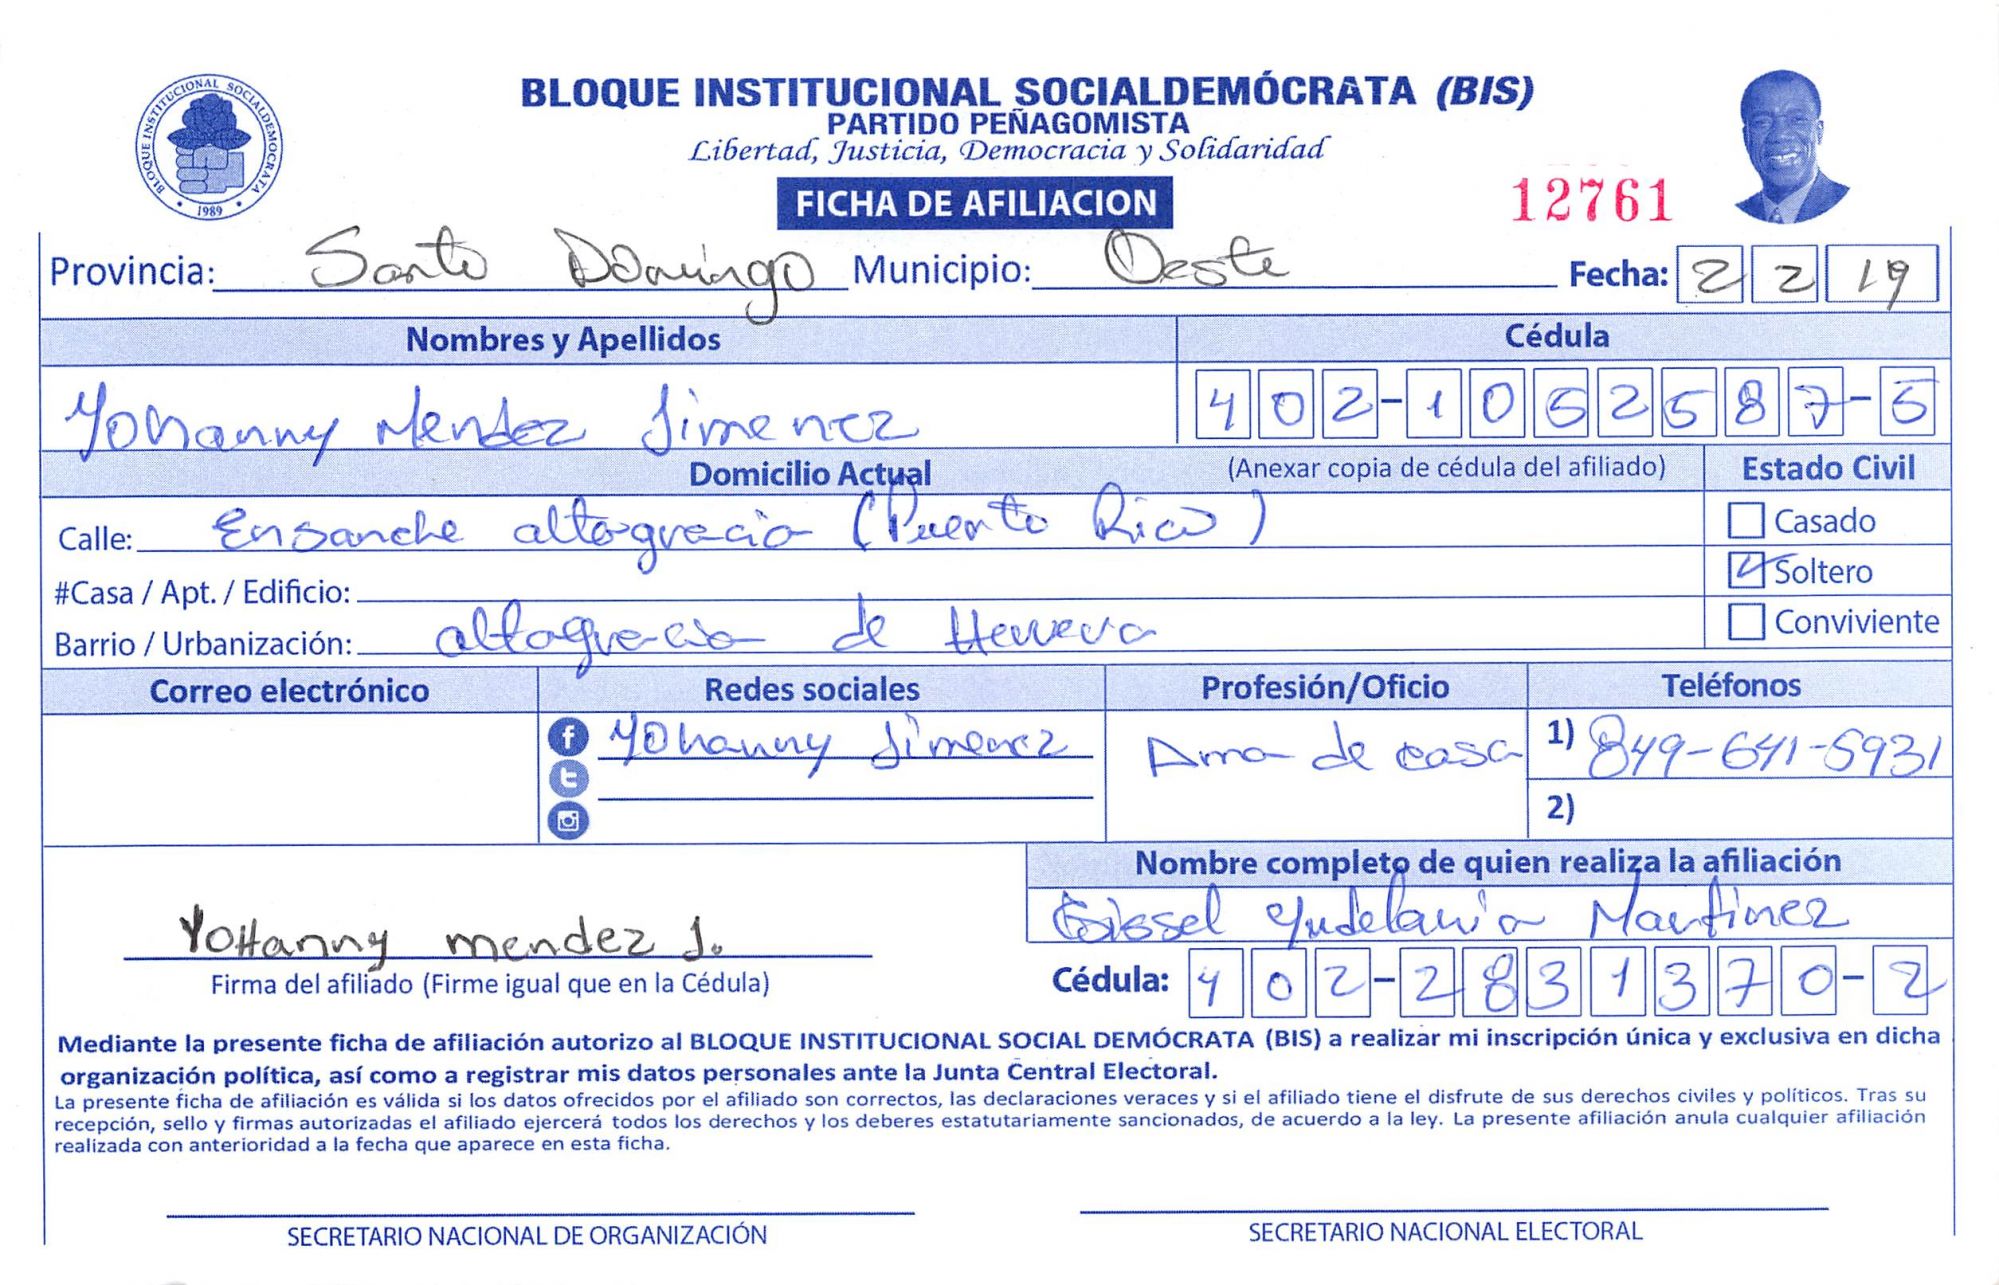 BLOQUE INSTITUCIONAL SOCIALDEMÓCRATA (BIS)
PARTIDO PEÑAGOMISTA
Libertad, Justicia, Democracia y Solidaridad
BLOQUE INSTITUCIONAL SOCIALDEMOCRATA
• 1989 •
FICHA DE AFILIACION
12761
Provincia: Santo Domingo Municipio: Oeste Fecha: 2 2 19
Nombres y Apellidos Cédula
Yohanny Mendez Jimenez 402-1052587-5
Domicilio Actual (Anexar copia de cédula del afiliado) Estado Civil
Calle: Ensanche altagracia (Puerto Rico) Casado
#Casa / Apt. / Edificio: Soltero
Barrio / Urbanización: altagracia de Herrera Conviviente
Correo electrónico Redes sociales Profesión/Oficio Teléfonos
Yohanny Jimenez Ama de casa 1) 849-641-5931
2)
Nombre completo de quien realiza la afiliación
Gissel Yudelania Martinez
YOHanny mendez J.
Firma del afiliado (Firme igual que en la Cédula) Cédula: 402-2831370-2
Mediante la presente ficha de afiliación autorizo al BLOQUE INSTITUCIONAL SOCIAL DEMÓCRATA (BIS) a realizar mi inscripción única y exclusiva en dicha
organización política, así como a registrar mis datos personales ante la Junta Central Electoral.
La presente ficha de afiliación es válida si los datos ofrecidos por el afiliado son correctos, las declaraciones veraces y si el afiliado tiene el disfrute de sus derechos civiles y políticos. Tras su
recepción, sello y firmas autorizadas el afiliado ejercerá todos los derechos y los deberes estatutariamente sancionados, de acuerdo a la ley. La presente afiliación anula cualquier afiliación
realizada con anterioridad a la fecha que aparece en esta ficha.
SECRETARIO NACIONAL DE ORGANIZACIÓN SECRETARIO NACIONAL ELECTORAL